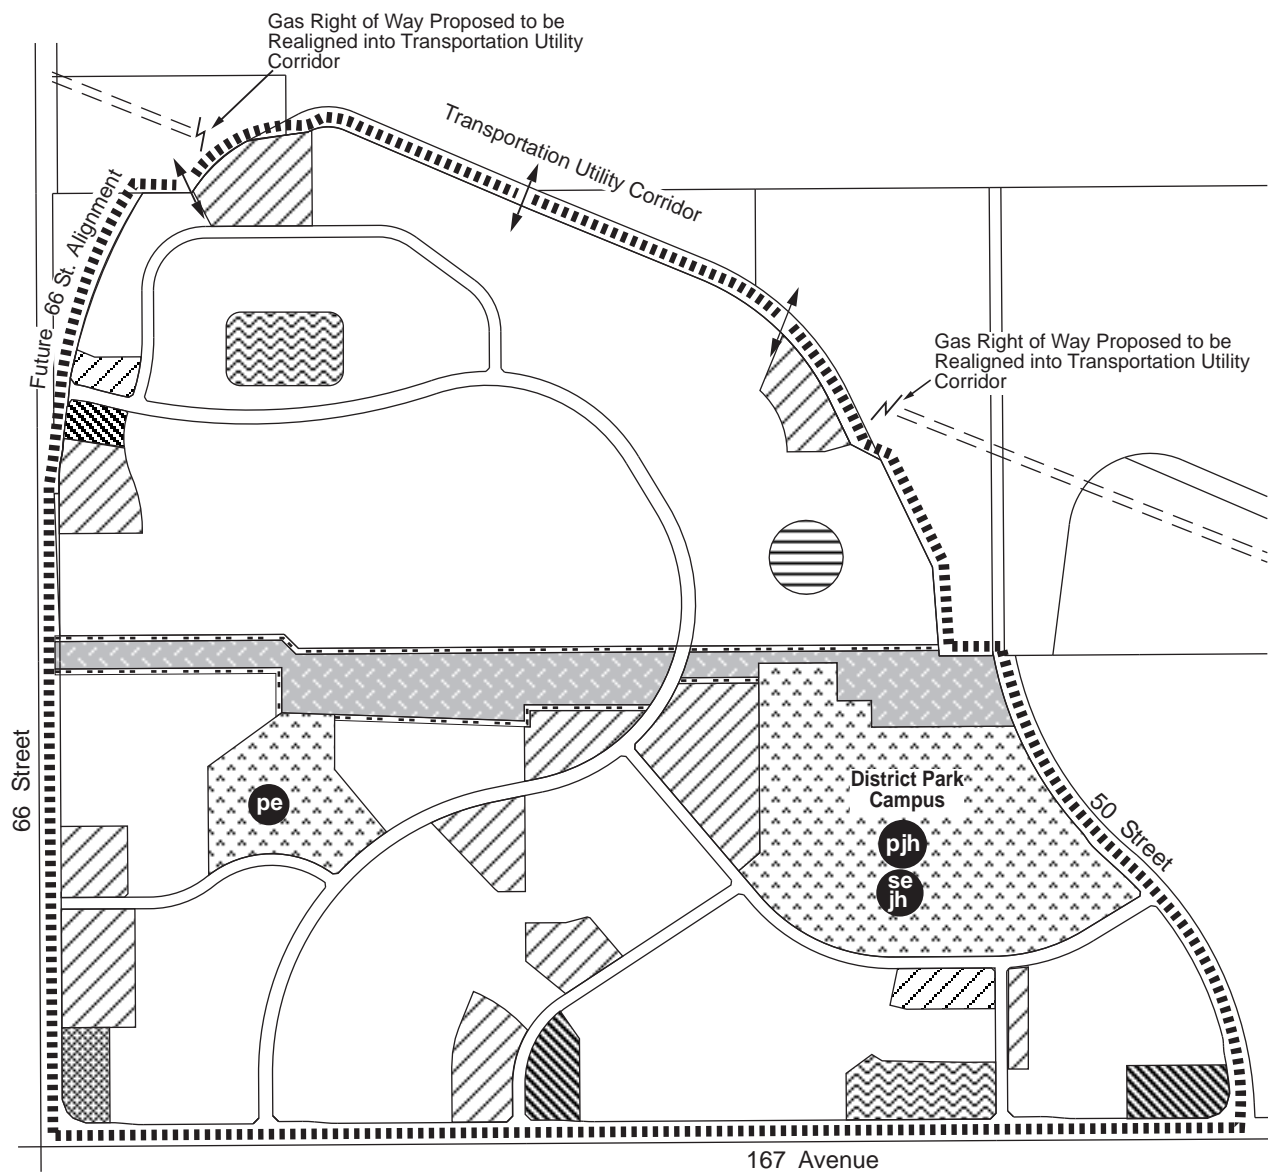 Gas Right of Way Proposed to be
Realigned into Transportation Utility
Corridor
Transportation Utility Corridor
Future 66 St. Alignment
Gas Right of Way Proposed to be
Realigned into Transportation Utility
Corridor
66 Street
pe
District Park
Campus
pjh
se
jh
50 Street
167 Avenue